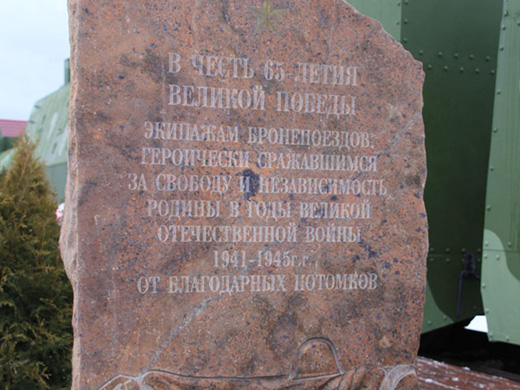 В ЧЕСТЬ 65-ЛЕТИЯ
ВЕЛИКОЙ ПОБЕДЫ
ЭКИПАЖАМ БРОНЕПОЕЗДОВ,
ГЕРОИЧЕСКИ СРАЖАВШИМСЯ
ЗА СВОБОДУ И НЕЗАВИСИМОСТЬ
РОДИНЫ В ГОДЫ ВЕЛИКОЙ
ОТЕЧЕСТВЕННОЙ ВОЙНЫ
1941-1945г.г.
ОТ БЛАГОДАРНЫХ ПОТОМКОВ